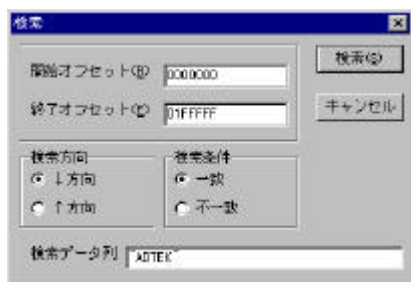 検索
開始オフセット(B) 0000000 検索(S)
終了オフセット(E) 01FFFFF キャンセル
検索方向 検索条件
↓方向 一致
↑方向 不一致
検索データ列 "ADTEK"